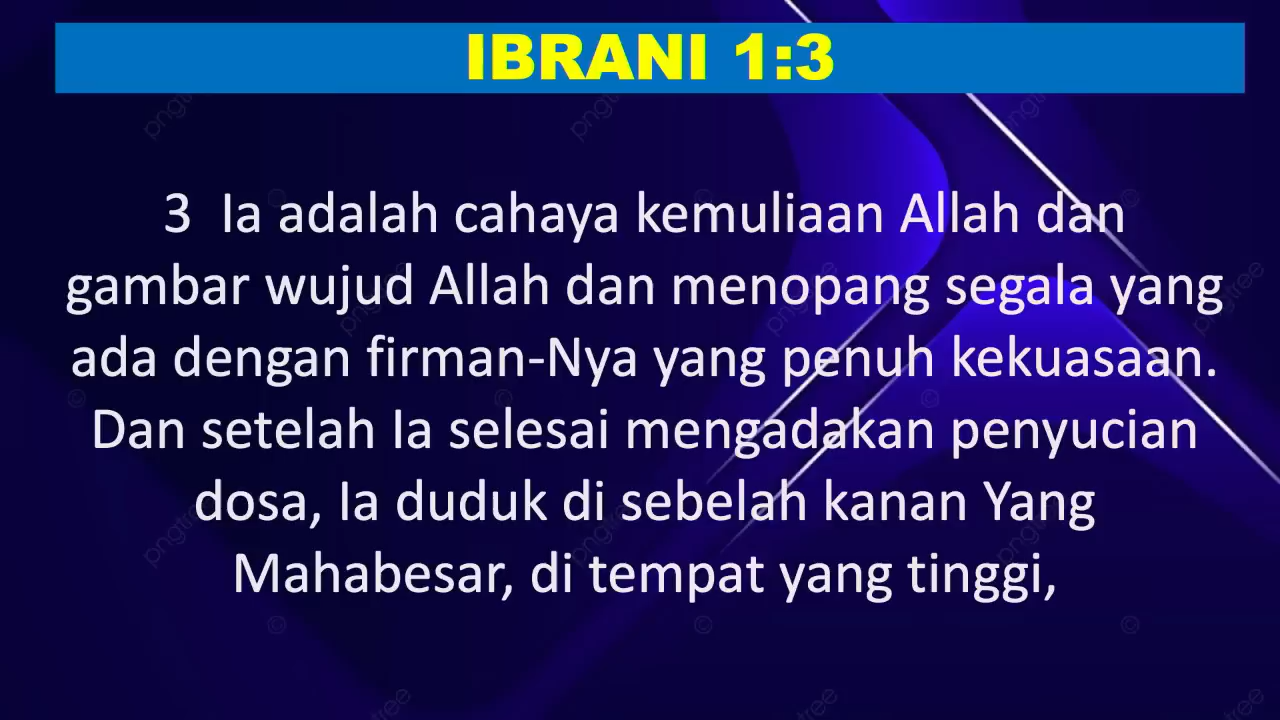 IBRANI 1:3
3 Ia adalah cahaya kemuliaan Allah dan
gambar wujud Allah dan menopang segala yang
ada dengan firman-Nya yang penuh kekuasaan.
Dan setelah Ia selesai mengadakan penyucian
dosa, Ia duduk di sebelah kanan Yang
Mahabesar, di tempat yang tinggi,